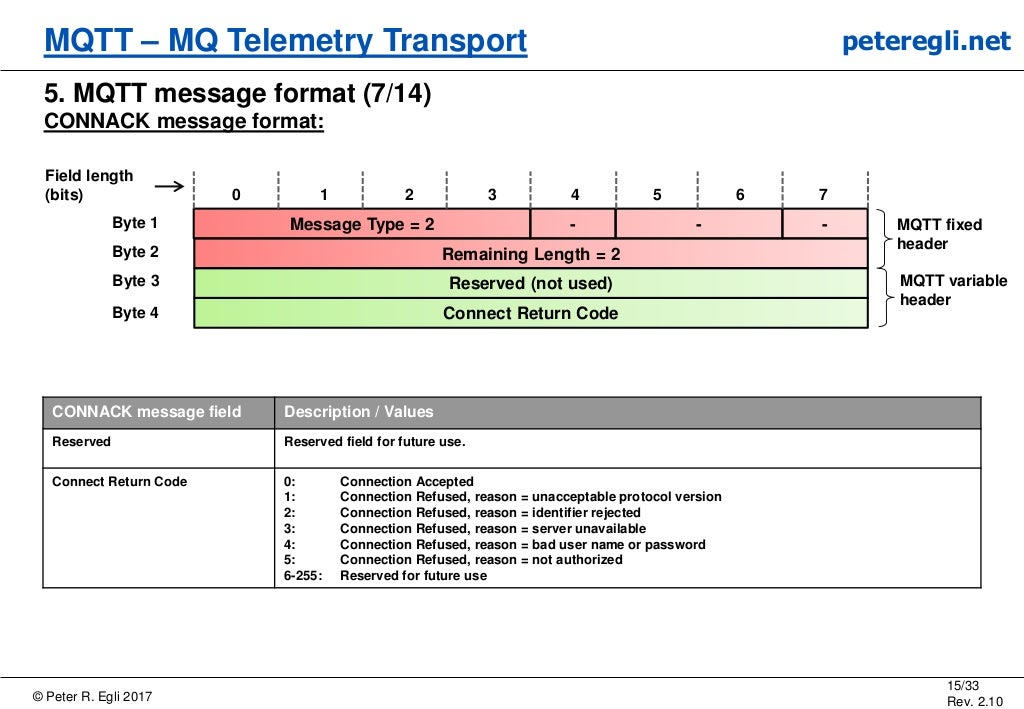 MQTT – MQ Telemetry Transport
peteregli.net
5. MQTT message format (7/14)
CONNACK message format:
Field length
(bits)
0 1 2 3 4 5 6 7
Byte 1 Message Type = 2 - - -
MQTT fixed
header
Byte 2 Remaining Length = 2
Byte 3 Reserved (not used)
MQTT variable
header
Byte 4 Connect Return Code
CONNACK message field Description / Values
Reserved Reserved field for future use.
Connect Return Code 0: Connection Accepted
1: Connection Refused, reason = unacceptable protocol version
2: Connection Refused, reason = identifier rejected
3: Connection Refused, reason = server unavailable
4: Connection Refused, reason = bad user name or password
5: Connection Refused, reason = not authorized
6-255: Reserved for future use
© Peter R. Egli 2017
15/33
Rev. 2.10